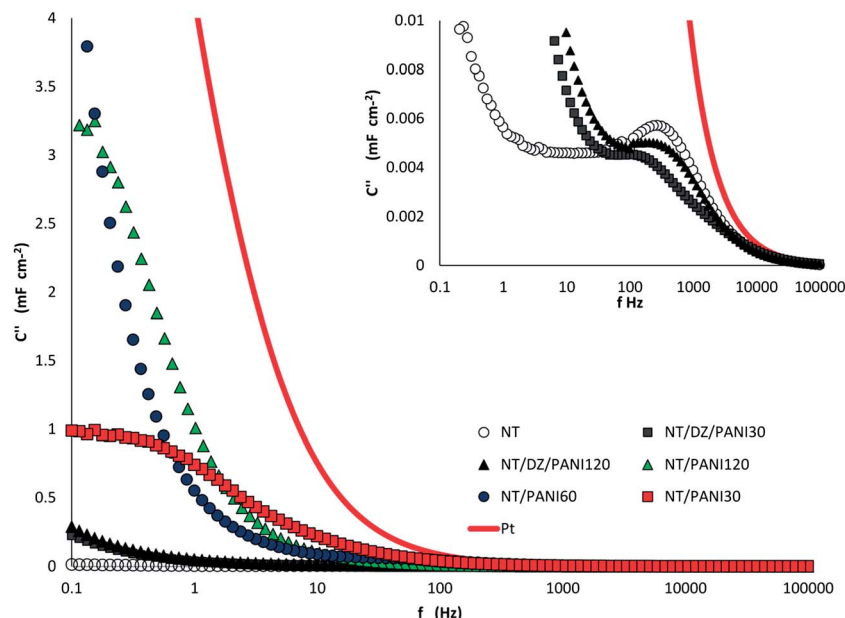 C'' (mF cm-2)
4
3.5
3
2.5
2
1.5
1
0.5
0
0.1 1 10 100 1000 10000 100000
f (Hz)
C'' (mF cm-2)
0.01
0.008
0.006
0.004
0.002
0
0.1 1 10 100 1000 10000 100000
f Hz
NT NT/DZ/PANI30
NT/DZ/PANI120 NT/PANI120
NT/PANI60 NT/PANI30
Pt